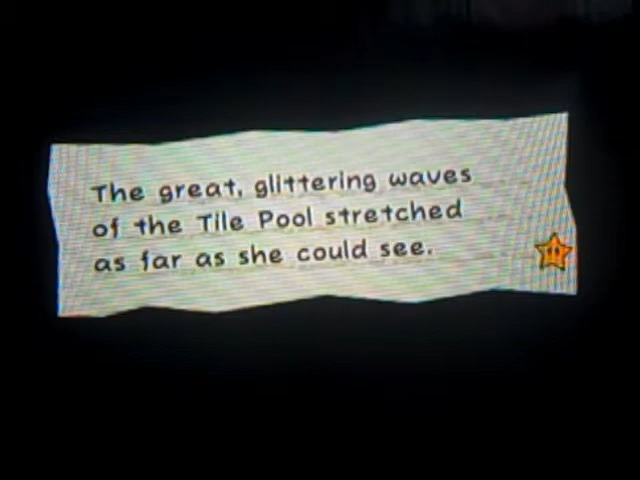 The great, glittering waves
of the Tile Pool stretched
as far as she could see.